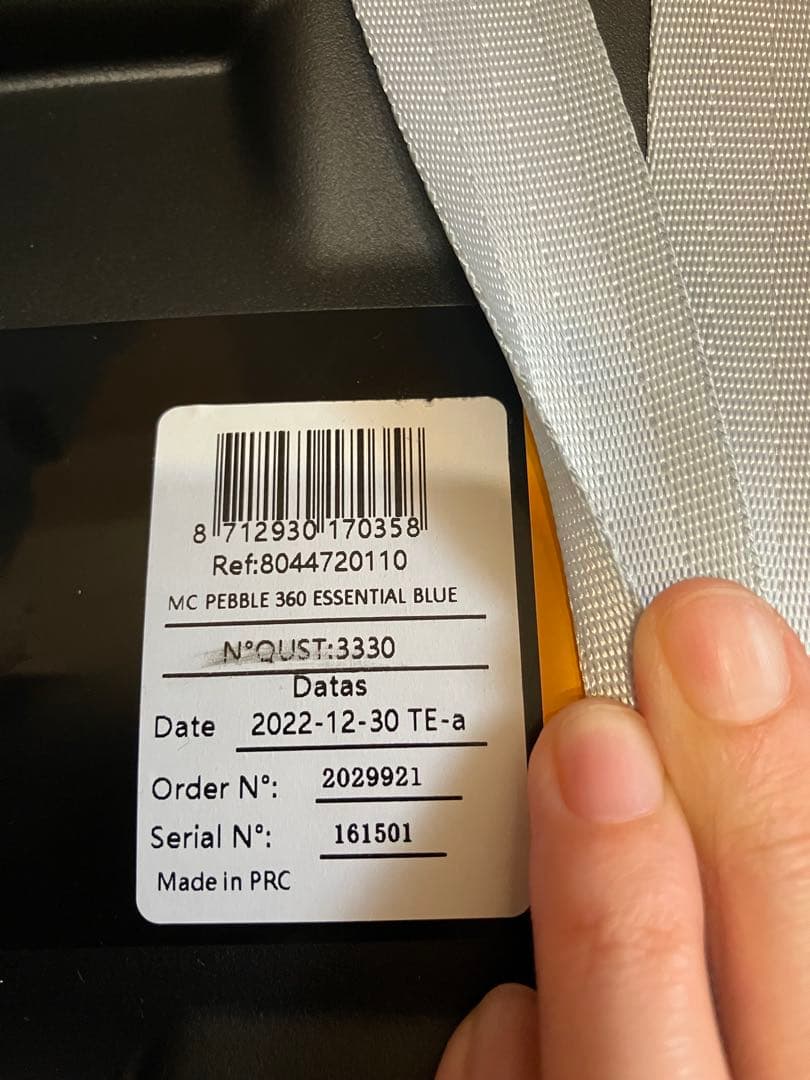 8 712930 170358
Ref:8044720110
MC PEBBLE 360 ESSENTIAL BLUE
N°QUST:3330
Datas
Date 2022-12-30 TE-a
Order N°: 2029921
Serial N°: 161501
Made in PRC